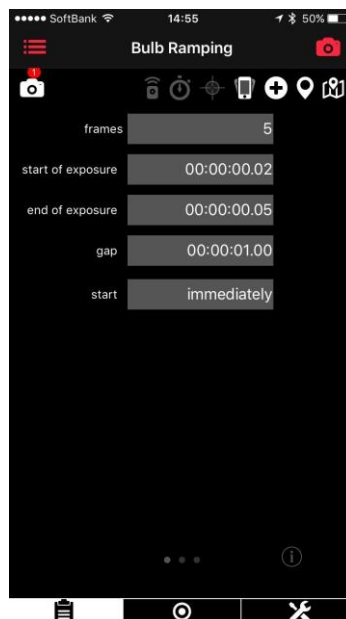 SoftBank 14:55 50%
Bulb Ramping
1
frames 5
start of exposure 00:00:00.02
end of exposure 00:00:00.05
gap 00:00:01.00
start immediately